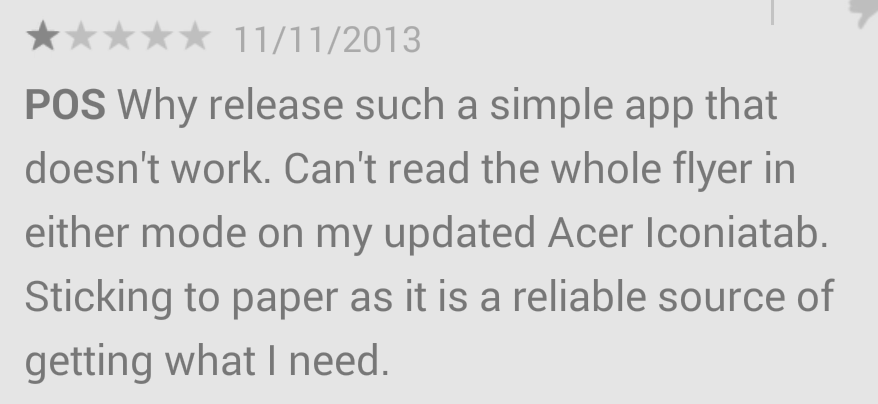 11/11/2013
POS Why release such a simple app that
doesn't work. Can't read the whole flyer in
either mode on my updated Acer Iconiatab.
Sticking to paper as it is a reliable source of
getting what I need.